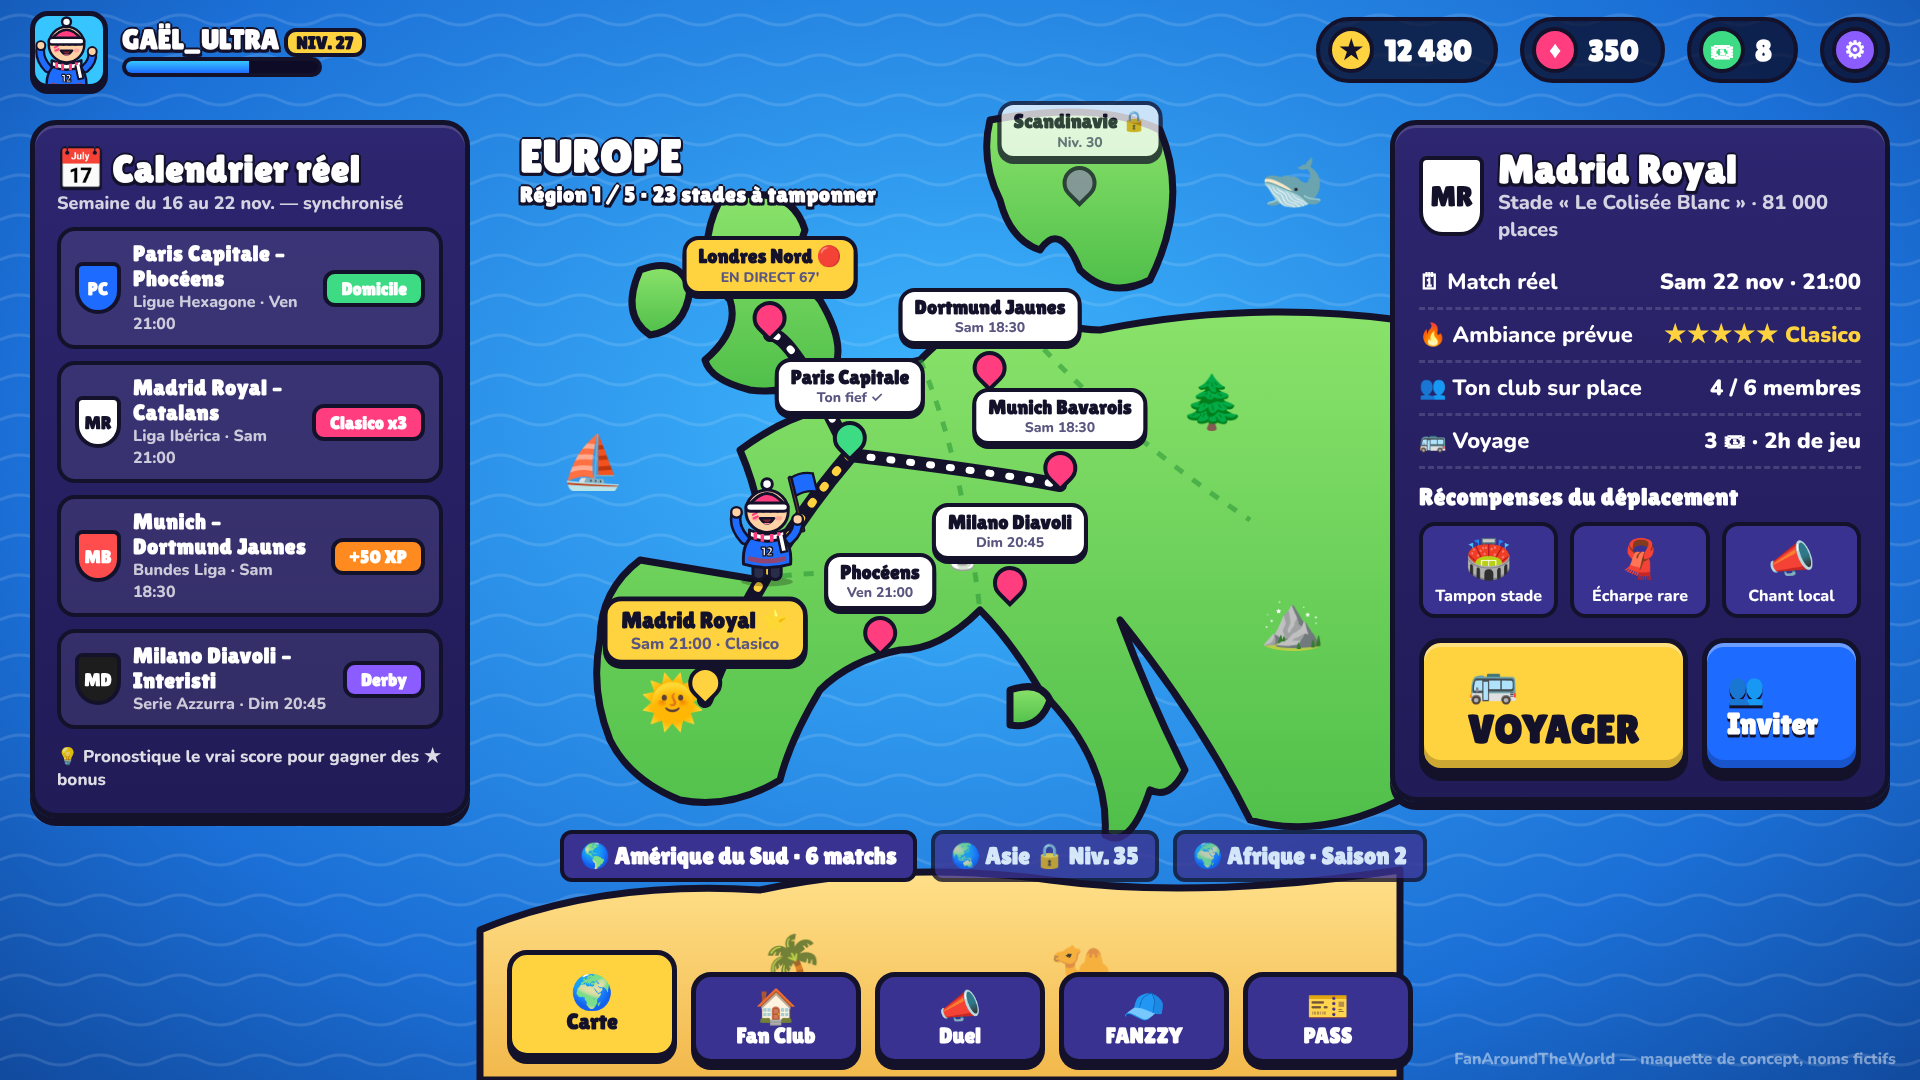 GAËL_ULTRA
NIV. 27
12
12 480
350
8
July
17
Calendrier réel
Semaine du 16 au 22 nov. — synchronisé
PC
Paris Capitale –
Phocéens
Ligue Hexagone · Ven
21:00
Domicile
MR
Madrid Royal –
Catalans
Liga Ibérica · Sam
21:00
Clasico x3
MB
Munich –
Dortmund Jaunes
Bundes Liga · Sam
18:30
+50 XP
MD
Milano Diavoli –
Interisti
Serie Azzurra · Dim 20:45
Derby
Pronostique le vrai score pour gagner des ★
bonus
EUROPE
Région 1 / 5 · 23 stades à tamponner
Scandinavie
Niv. 30
Londres Nord
EN DIRECT 67'
Dortmund Jaunes
Sam 18:30
Paris Capitale
Ton fief ✓
Munich Bavarois
Sam 18:30
12
Milano Diavoli
Dim 20:45
Phocéens
Ven 21:00
Madrid Royal
Sam 21:00 · Clasico
MR
Madrid Royal
Stade « Le Colisée Blanc » · 81 000
places
Match réel
Sam 22 nov · 21:00
Ambiance prévue
★★★★★ Clasico
Ton club sur place
4 / 6 membres
Voyage
3 🎟 · 2h de jeu
Récompenses du déplacement
Tampon stade
Écharpe rare
Chant local
VOYAGER
Inviter
Amérique du Sud · 6 matchs
Asie 🔒 Niv. 35
Afrique · Saison 2
Carte
Fan Club
Duel
FANZZY
PASS
FanAroundTheWorld — maquette de concept, noms fictifs